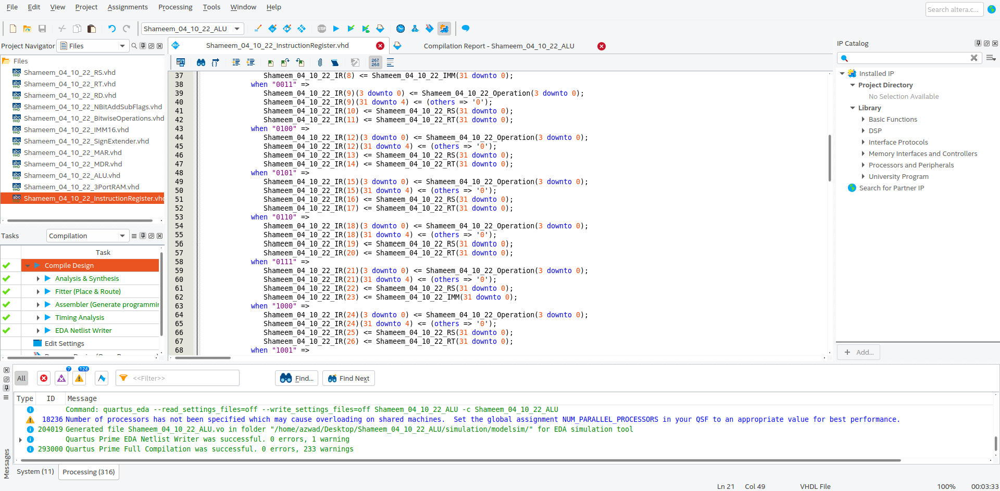 File Edit View Project Assignments Processing Tools Window Help
Search altera.c...
Shameem_04_10_22_ALU
STOP
Project Navigator Files
Files
Shameem_04_10_22_RS.vhd
Shameem_04_10_22_RT.vhd
Shameem_04_10_22_RD.vhd
Shameem_04_10_22_NBitAddSubFlags.vhd
Shameem_04_10_22_BitwiseOperations.vhd
Shameem_04_10_22_IMM16.vhd
Shameem_04_10_22_SignExtender.vhd
Shameem_04_10_22_MAR.vhd
Shameem_04_10_22_MDR.vhd
Shameem_04_10_22_ALU.vhd
Shameem_04_10_22_3PortRAM.vhd
Shameem_04_10_22_InstructionRegister.vhd
Tasks Compilation
Task
Compile Design
Analysis & Synthesis
Fitter (Place & Route)
Assembler (Generate programmin
Timing Analysis
EDA Netlist Writer
Edit Settings
Shameem_04_10_22_InstructionRegister.vhd
Compilation Report - Shameem_04_10_22_ALU
267
268
37 Shameem_04_10_22_IR(8) <= Shameem_04_10_22_IMM(31 downto 0);
38 when "0011" =>
39 Shameem_04_10_22_IR(9)(3 downto 0) <= Shameem_04_10_22_Operation(3 downto 0);
40 Shameem_04_10_22_IR(9)(31 downto 4) <= (others => '0');
41 Shameem_04_10_22_IR(10) <= Shameem_04_10_22_RS(31 downto 0);
42 Shameem_04_10_22_IR(11) <= Shameem_04_10_22_RT(31 downto 0);
43 when "0100" =>
44 Shameem_04_10_22_IR(12)(3 downto 0) <= Shameem_04_10_22_Operation(3 downto 0);
45 Shameem_04_10_22_IR(12)(31 downto 4) <= (others => '0');
46 Shameem_04_10_22_IR(13) <= Shameem_04_10_22_RS(31 downto 0);
47 Shameem_04_10_22_IR(14) <= Shameem_04_10_22_RT(31 downto 0);
48 when "0101" =>
49 Shameem_04_10_22_IR(15)(3 downto 0) <= Shameem_04_10_22_Operation(3 downto 0);
50 Shameem_04_10_22_IR(15)(31 downto 4) <= (others => '0');
51 Shameem_04_10_22_IR(16) <= Shameem_04_10_22_RS(31 downto 0);
52 Shameem_04_10_22_IR(17) <= Shameem_04_10_22_RT(31 downto 0);
53 when "0110" =>
54 Shameem_04_10_22_IR(18)(3 downto 0) <= Shameem_04_10_22_Operation(3 downto 0);
55 Shameem_04_10_22_IR(18)(31 downto 4) <= (others => '0');
56 Shameem_04_10_22_IR(19) <= Shameem_04_10_22_RS(31 downto 0);
57 Shameem_04_10_22_IR(20) <= Shameem_04_10_22_RT(31 downto 0);
58 when "0111" =>
59 Shameem_04_10_22_IR(21)(3 downto 0) <= Shameem_04_10_22_Operation(3 downto 0);
60 Shameem_04_10_22_IR(21)(31 downto 4) <= (others => '0');
61 Shameem_04_10_22_IR(22) <= Shameem_04_10_22_RS(31 downto 0);
62 Shameem_04_10_22_IR(23) <= Shameem_04_10_22_IMM(31 downto 0);
63 when "1000" =>
64 Shameem_04_10_22_IR(24)(3 downto 0) <= Shameem_04_10_22_Operation(3 downto 0);
65 Shameem_04_10_22_IR(24)(31 downto 4) <= (others => '0');
66 Shameem_04_10_22_IR(25) <= Shameem_04_10_22_RS(31 downto 0);
67 Shameem_04_10_22_IR(26) <= Shameem_04_10_22_RT(31 downto 0);
68 when "1001" =>
IP Catalog
Installed IP
Project Directory
No Selection Available
Library
Basic Functions
DSP
Interface Protocols
Memory Interfaces and Controllers
Processors and Peripherals
University Program
Search for Partner IP
+ Add...
All 7 124 <<Filter>> Find... Find Next
Type ID Message
Command: quartus_eda --read_settings_files=off --write_settings_files=off Shameem_04_10_22_ALU -c Shameem_04_10_22_ALU
18236 Number of processors has not been specified which may cause overloading on shared machines. Set the global assignment NUM_PARALLEL_PROCESSORS in your QSF to an appropriate value for best performance.
204019 Generated file Shameem_04_10_22_ALU.vo in folder "/home/azwad/Desktop/Shameem_04_10_22_ALU/simulation/modelsim/" for EDA simulation tool
Quartus Prime EDA Netlist Writer was successful. 0 errors, 1 warning
293000 Quartus Prime Full Compilation was successful. 0 errors, 233 warnings
Messages
System (11) Processing (316)
Ln 21 Col 49 VHDL File 100% 00:03:33